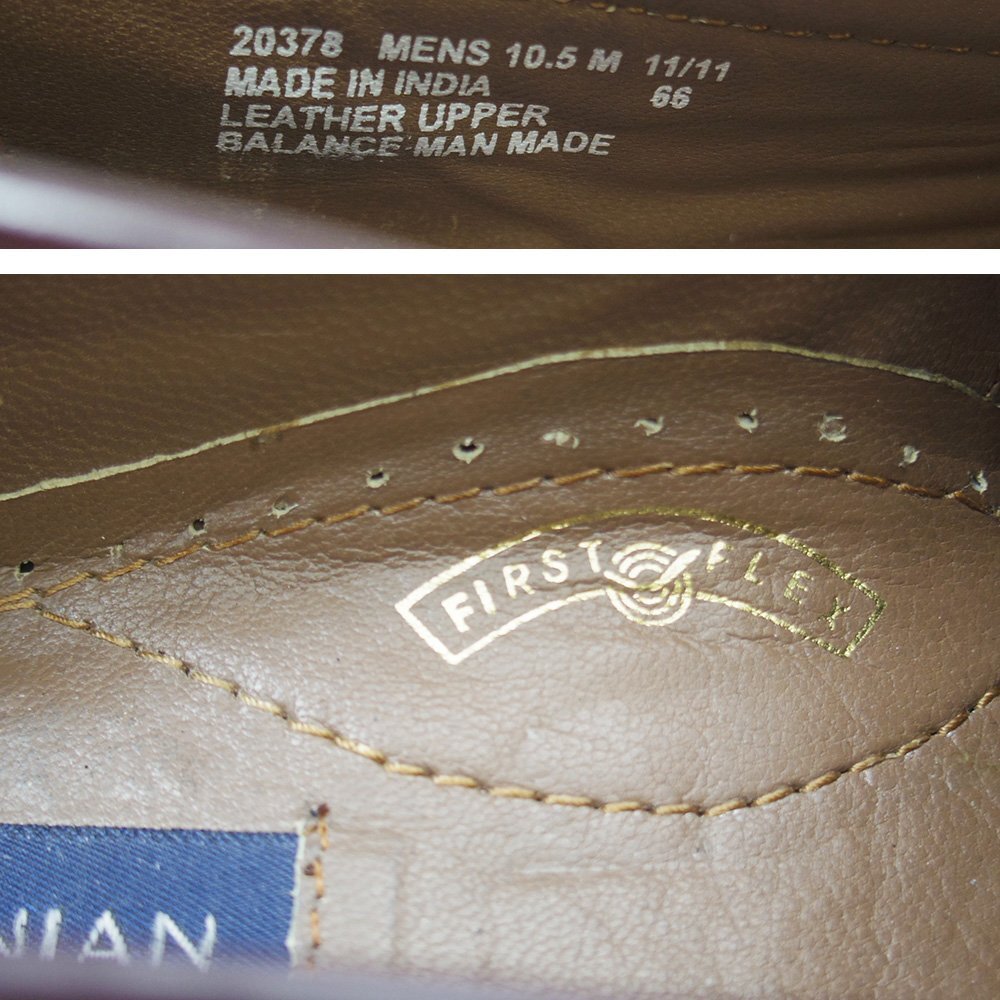 20378 MENS 10.5 M 11/11
66
MADE IN INDIA
LEATHER UPPER
BALANCE MAN MADE
FIRST FLEX
NIAN